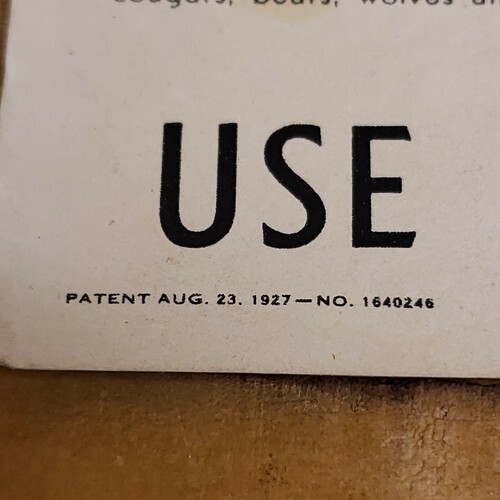 cougars, bears, wolves
USE
PATENT AUG. 23, 1927—NO. 1640246